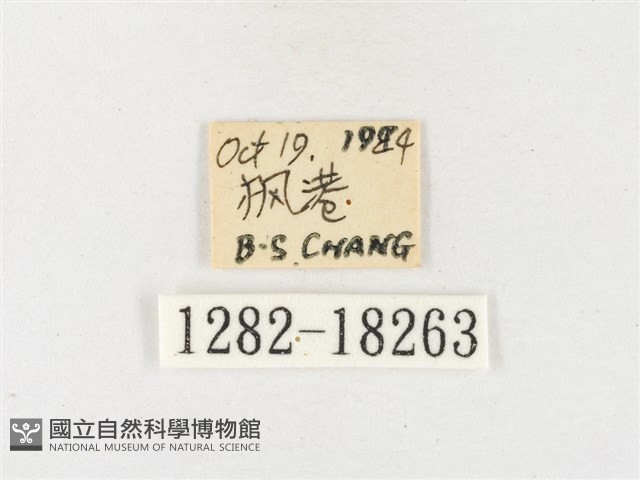 Oct 19. 1984
楓港
B-S CHANG
1282-18263
國立自然科學博物館
NATIONAL MUSEUM OF NATURAL SCIENCE